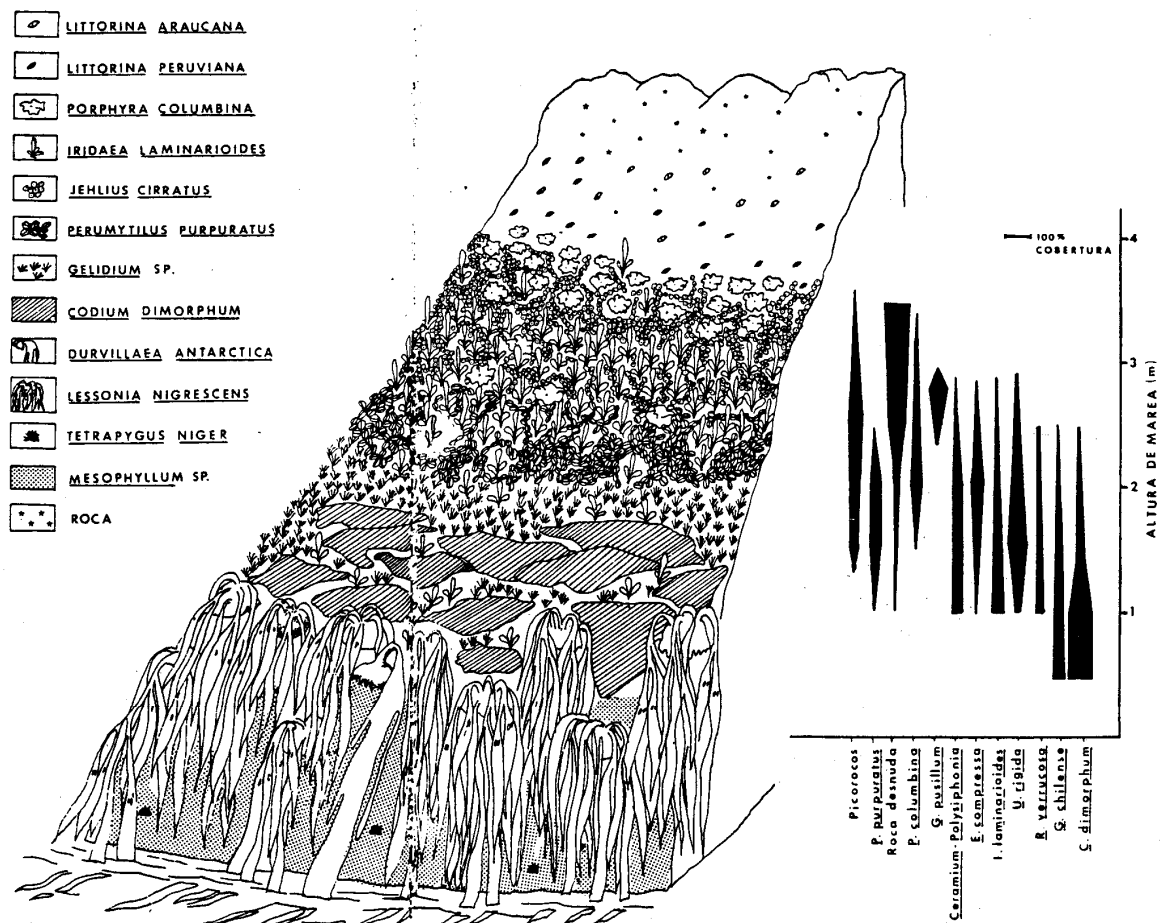 LITTORINA ARAUCANA
LITTORINA PERUVIANA
PORPHYRA COLUMBINA
IRIDAEA LAMINARIOIDES
JEHLIUS CIRRATUS
PERUMYTILUS PURPURATUS
GELIDIUM SP.
CODIUM DIMORPHUM
DURVILLAEA ANTARCTICA
LESSONIA NIGRESCENS
TETRAPYGUS NIGER
MESOPHYLLUM SP.
ROCA
100%
COBERTURA
4
3
2
1
ALTURA DE MAREA (m)
Picorocos
P. purpuratus
Roca desnuda
P. columbina
G. pusillum
Ceramium-Polysiphonia
E. compressa
I. laminarioides
U. rigida
R. verrucosa
G. chilense
C. dimorphum